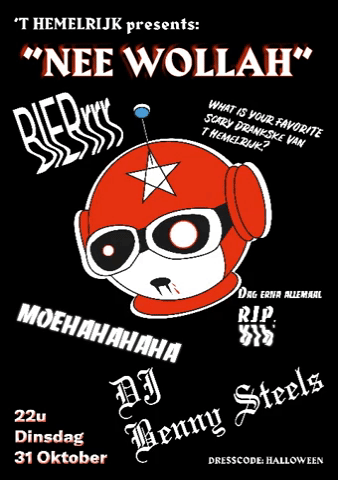 'T HEMELRIJK presents:
"NEE WOLLAH"
BIERrrr
WHAT IS YOUR FAVORITE
SCARY DRANKSKE VAN
'T HEMELRIJK?
DAG ERNA ALLEMAAL
R.I.P.
MOEHAHAHAHA
DJ
Benny Steels
22u
Dinsdag
31 Oktober
DRESSCODE: HALLOWEEN